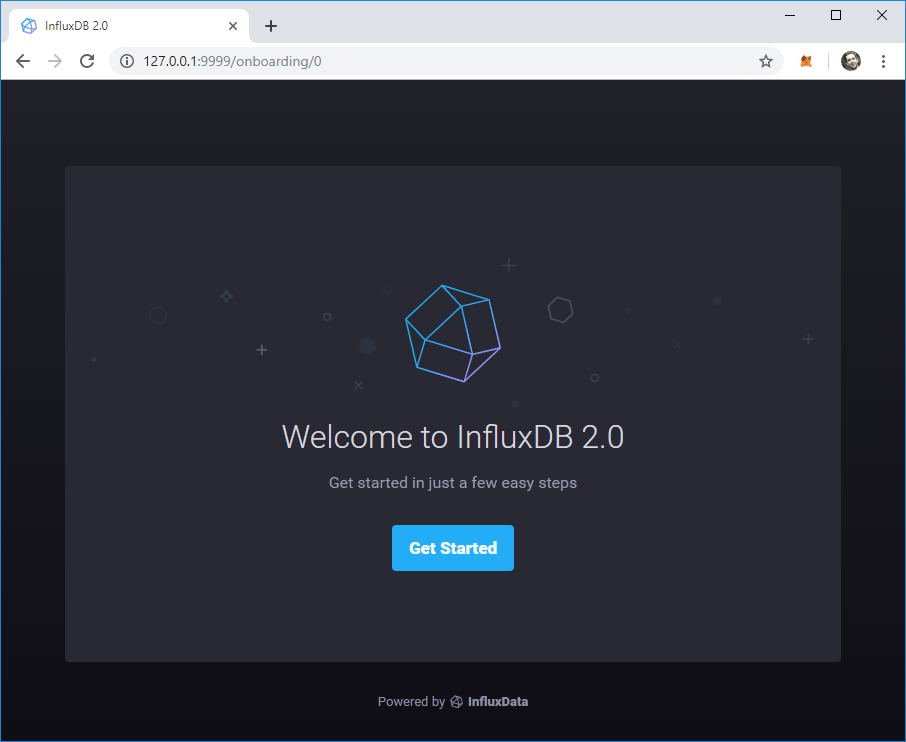 InfluxDB 2.0
127.0.0.1:9999/onboarding/0
Welcome to InfluxDB 2.0
Get started in just a few easy steps
Get Started
Powered by InfluxData